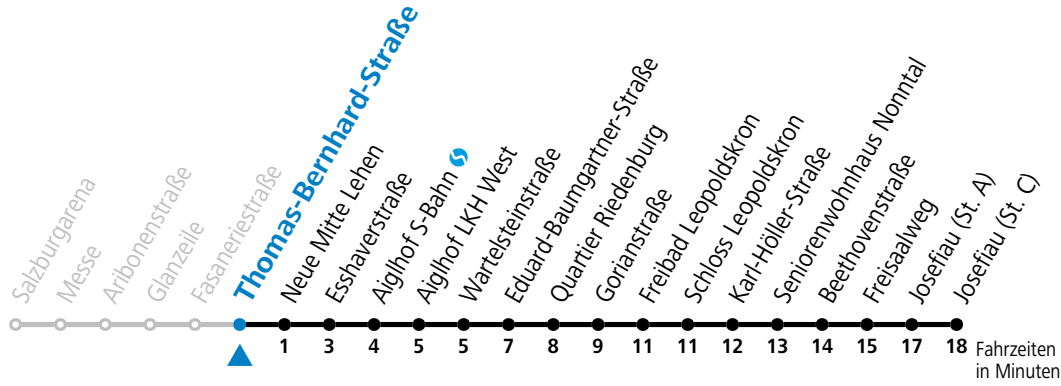 Salzburgarena
Messe
Aribonenstraße
Glanzeile
Fasaneriestraße
Thomas-Bernhard-Straße
Neue Mitte Lehen
Esshaverstraße
Aiglhof S-Bahn
Aiglhof LKH West
Wartelsteinstraße
Eduard-Baumgartner-Straße
Quartier Riedenburg
Gorianstraße
Freibad Leopoldskron
Schloss Leopoldskron
Karl-Höller-Straße
Seniorenwohnhaus Nonntal
Beethovenstraße
Freisaalweg
Josefiau (St. A)
Josefiau (St. C)
1 3 4 5 5 7 8 9 11 11 12 13 14 15 17 18
Fahrzeiten
in Minuten